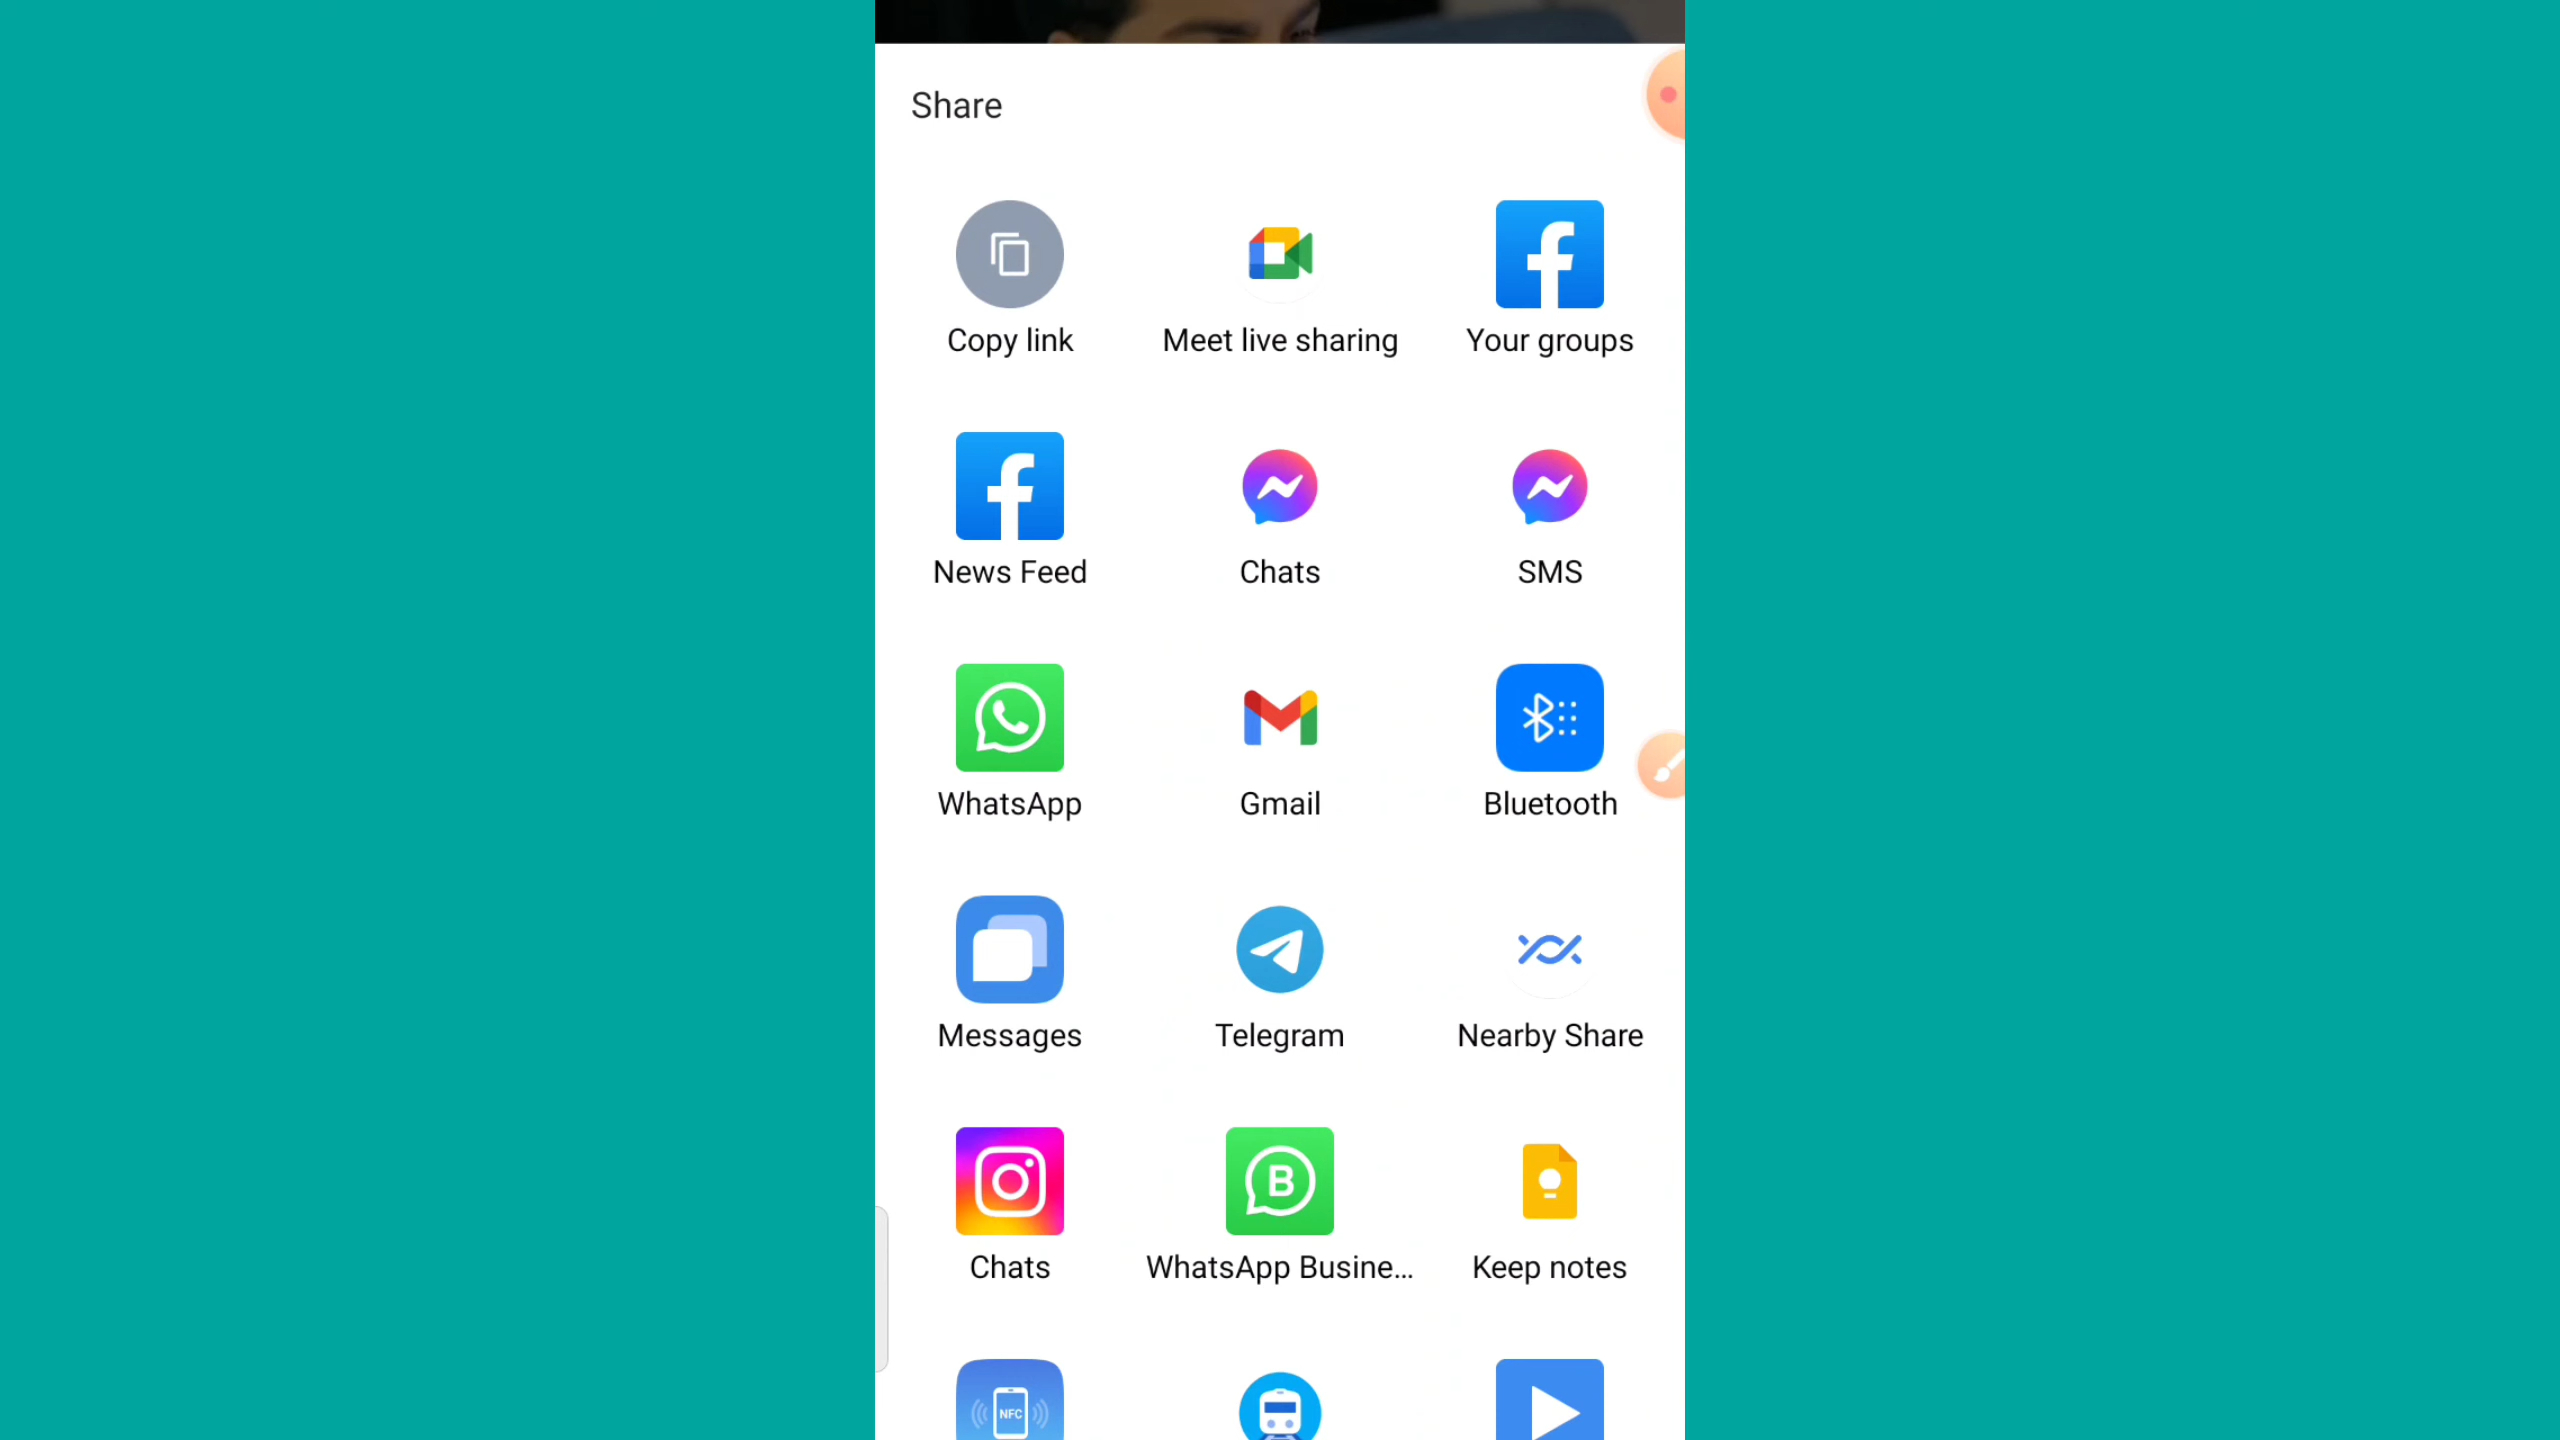 Share
Copy link
Meet live sharing
Your groups
News Feed
Chats
SMS
WhatsApp
Gmail
Bluetooth
Messages
Telegram
Nearby Share
Chats
WhatsApp Busine...
Keep notes
NFC